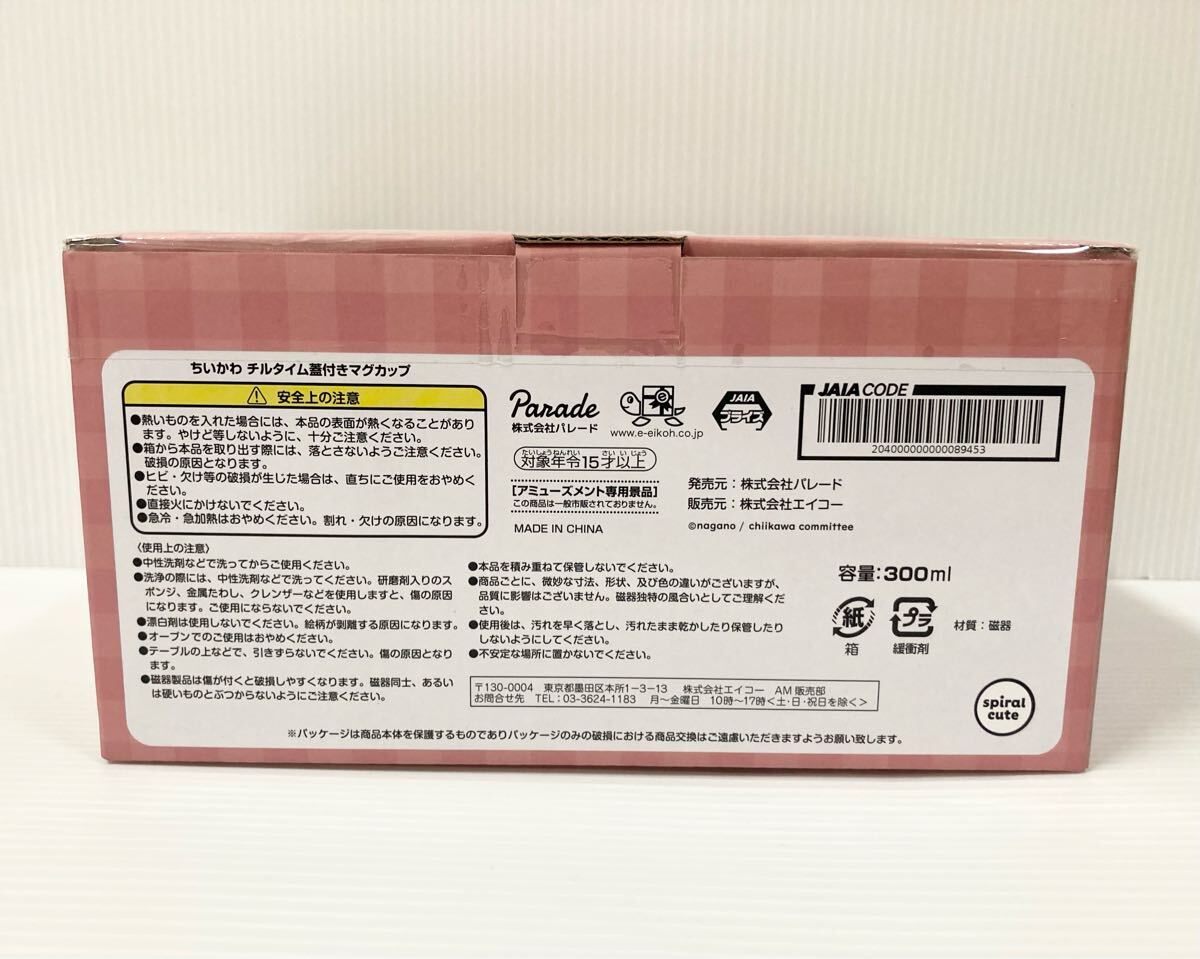 ちいかわ チルタイム蓋付きマグカップ
安全上の注意
●熱いものを入れた場合には、本品の表面が熱くなることがあり
ます。やけど等しないように、十分ご注意ください。
●箱から本品を取り出す際には、落とさないようご注意ください。
破損の原因となります。
●ヒビ・欠け等の破損が生じた場合は、直ちにご使用をおやめく
ださい。
●直接火にかけないでください。
●急冷・急加熱はおやめください。割れ・欠けの原因になります。
〈使用上の注意〉
●中性洗剤などで洗ってからご使用ください。
●洗浄の際には、中性洗剤などで洗ってください。研磨剤入りのス
ポンジ、金属たわし、クレンザーなどを使用しますと、傷の原因
になります。ご使用にならないでください。
●漂白剤は使用しないでください。絵柄が剥離する原因になります。
●オーブンでのご使用はおやめください。
●テーブルの上などで、引きずらないでください。傷の原因となり
ます。
●磁器製品は傷が付くと破損しやすくなります。磁器同士、あるい
は硬いものとぶつからないようにご注意ください。
Parade
株式会社パレード
e
www.e-eikoh.co.jp
JAIA
プライズ
たいしょうねんれい さい いじょう
対象年令15才以上
[アミューズメント専用景品]
この商品は一般市販されておりません。
MADE IN CHINA
JAIA CODE
204000000000089453
発売元：株式会社パレード
販売元：株式会社エイコー
©nagano / chiikawa committee
●本品を積み重ねて保管しないでください。
●商品ごとに、微妙な寸法、形状、及び色の違いがございますが、
品質に影響はございません。磁器独特の風合いとしてご理解くだ
さい。
●使用後は、汚れを早く落とし、汚れたまま乾かしたり保管したり
しないようにしてください。
●不安定な場所に置かないでください。
容量：300ml
紙
箱
プラ
緩衝剤
材質：磁器
〒130-0004 東京都墨田区本所1-3-13 株式会社エイコー AM販売部
お問合せ先 TEL：03-3624-1183 月～金曜日 10時～17時<土・日・祝日を除く>
spiral
cute
※パッケージは商品本体を保護するものでありパッケージのみの破損における商品交換はご遠慮いただきますようお願い致します。